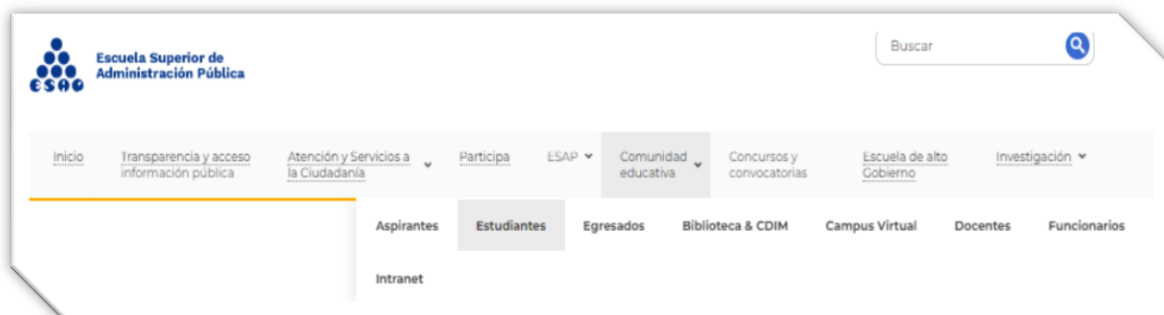 Escuela Superior de
Administración Pública
ESAP
Buscar
Inicio
Transparencia y acceso
información pública
Atención y Servicios a
la Ciudadanía
Participa
ESAP
Comunidad
educativa
Concursos y
convocatorias
Escuela de alto
Gobierno
Investigación
Aspirantes
Estudiantes
Egresados
Biblioteca & CDIM
Campus Virtual
Docentes
Funcionarios
Intranet